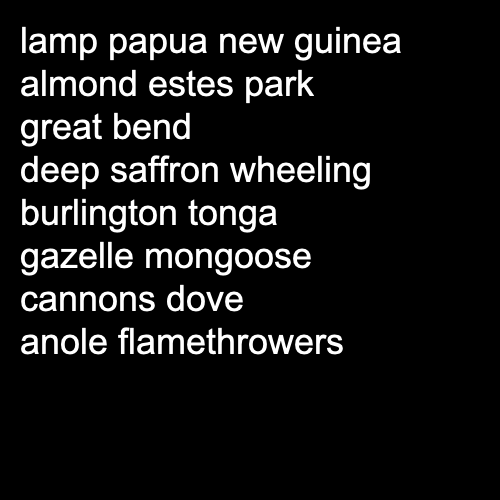 lamp papua new guinea
almond estes park
great bend
deep saffron wheeling
burlington tonga
gazelle mongoose
cannons dove
anole flamethrowers